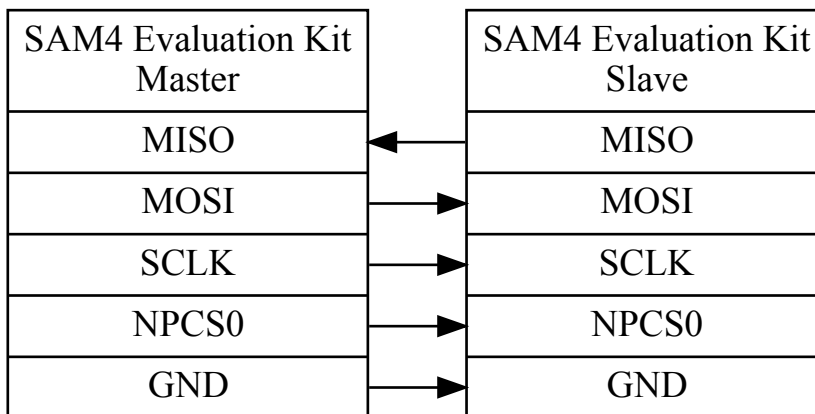 SAM4 Evaluation Kit
Master
MISO
MOSI
SCLK
NPCS0
GND
SAM4 Evaluation Kit
Slave
MISO
MOSI
SCLK
NPCS0
GND